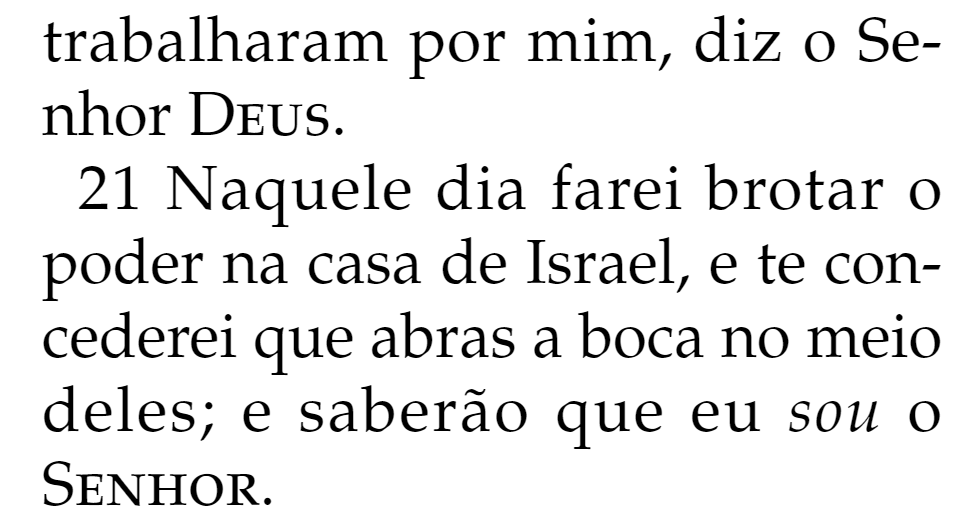 trabalharam por mim, diz o Se-
nhor DEUS.
21 Naquele dia farei brotar o
poder na casa de Israel, e te con-
cederei que abras a boca no meio
deles; e saberão que eu sou o
SENHOR.